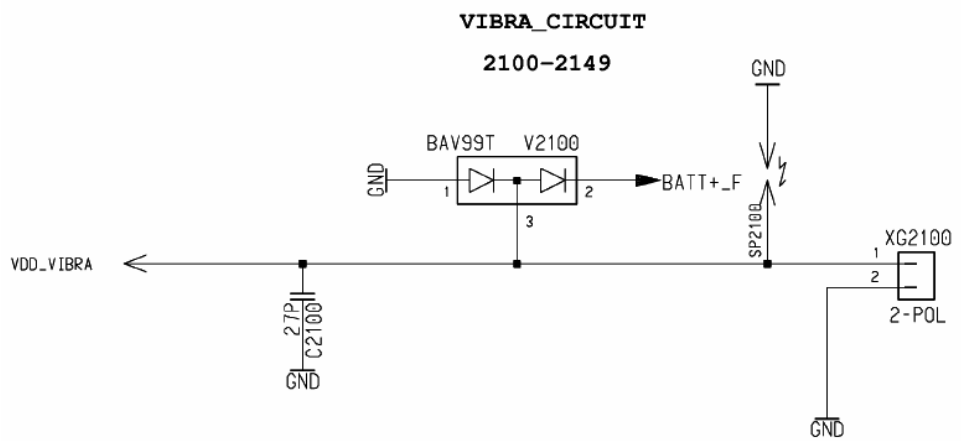 VIBRA_CIRCUIT
2100-2149
GND
BAV99T V2100
GND
1
2
BATT+_F
3
SP2100
XG2100
VDD_VIBRA
1
2
27P
C2100
2-POL
GND
GND